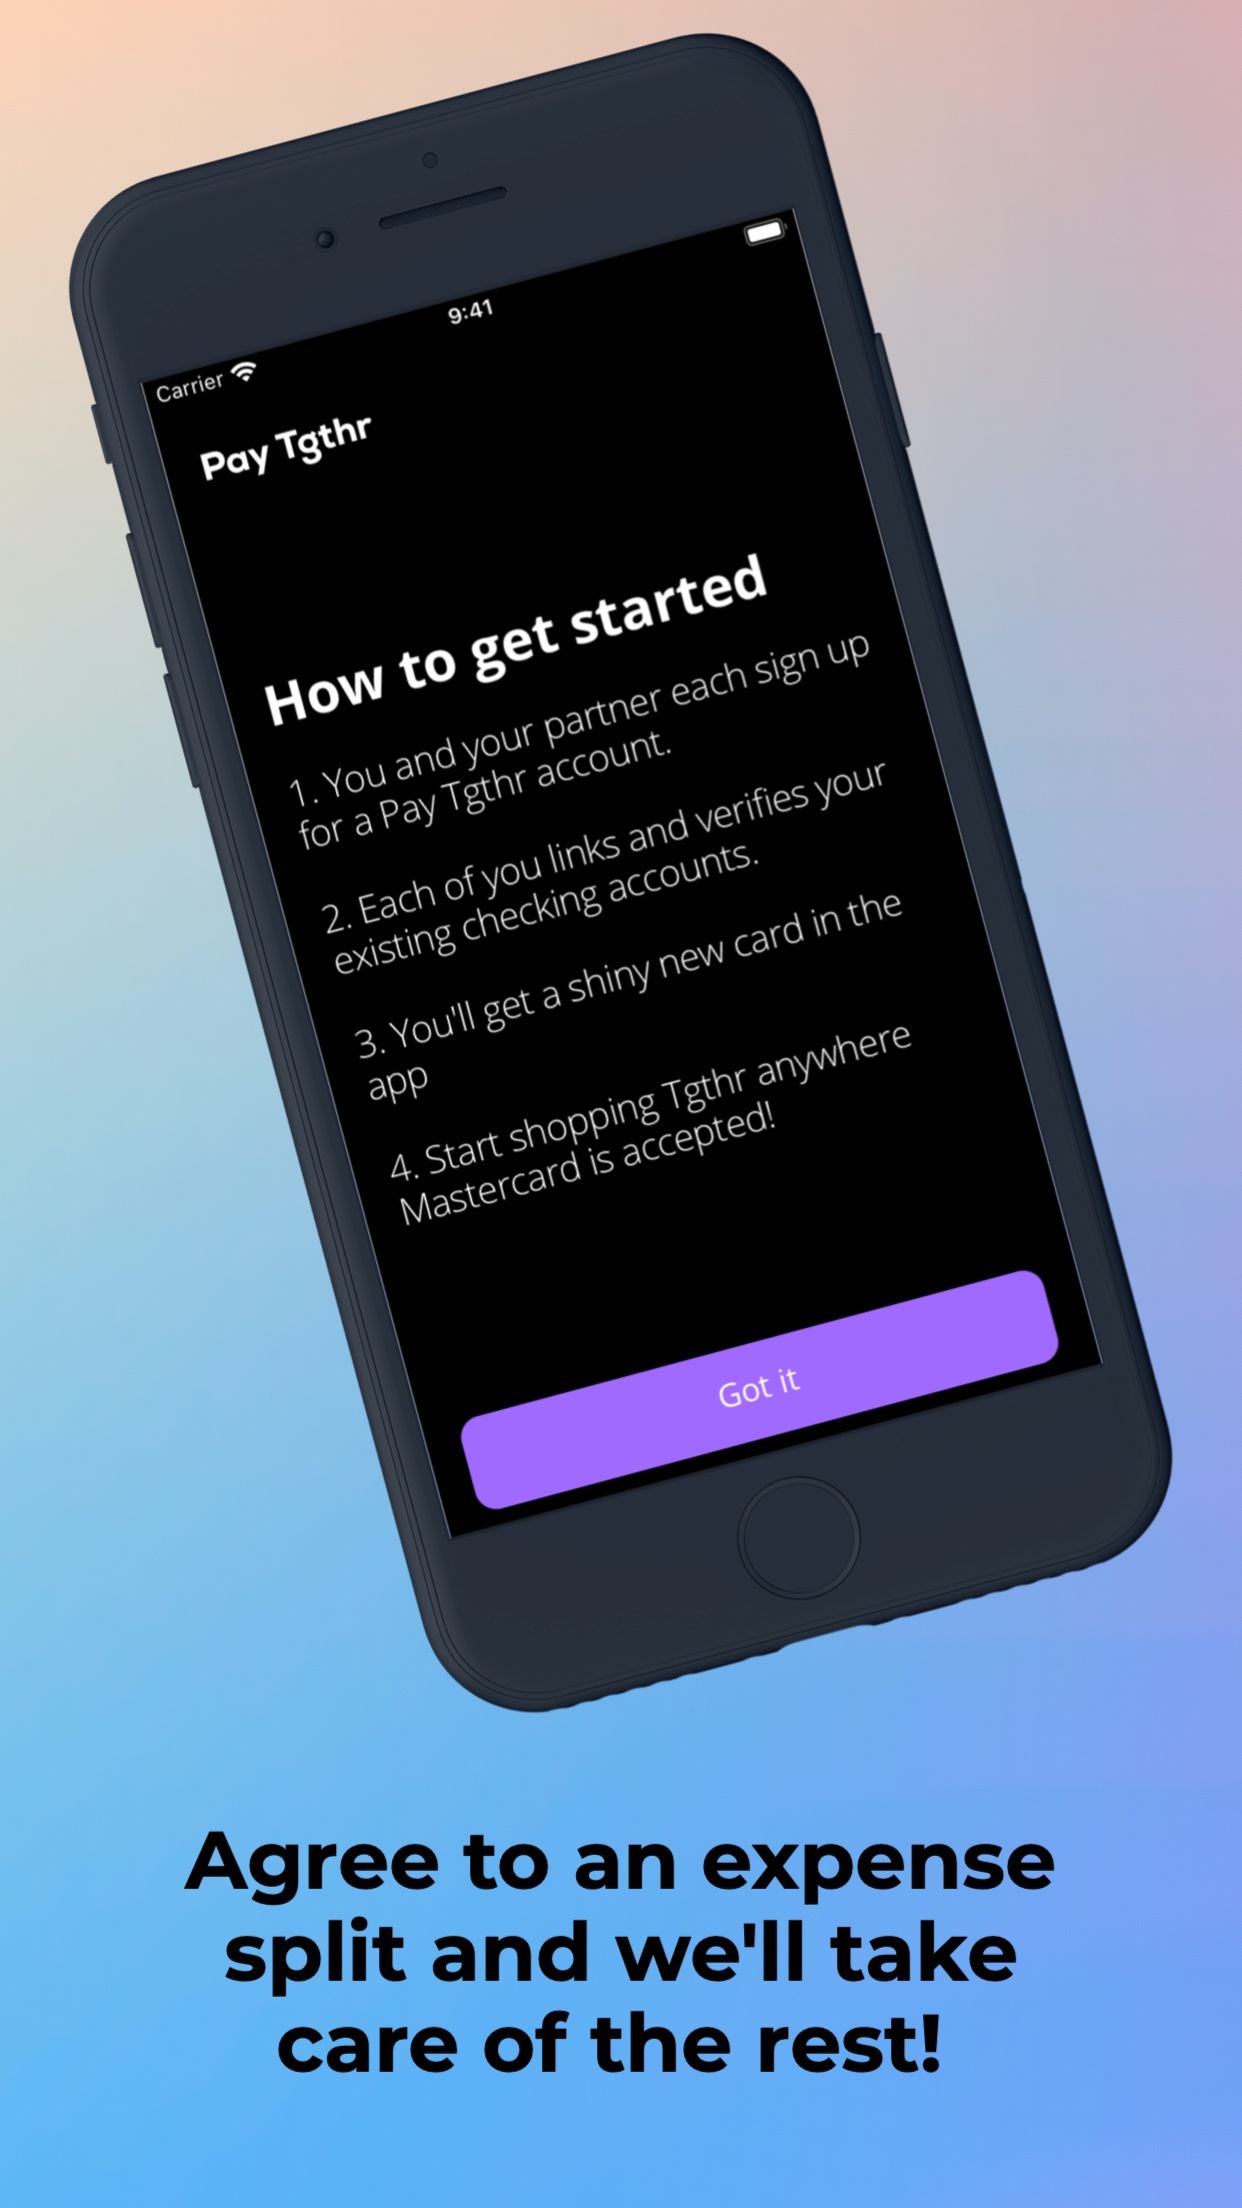 Carrier
9:41
Pay Tgthr
How to get started
1. You and your partner each sign up
for a Pay Tgthr account.
2. Each of you links and verifies your
existing checking accounts.
3. You'll get a shiny new card in the
app
4. Start shopping Tgthr anywhere
Mastercard is accepted!
Got it
Agree to an expense
split and we'll take
care of the rest!